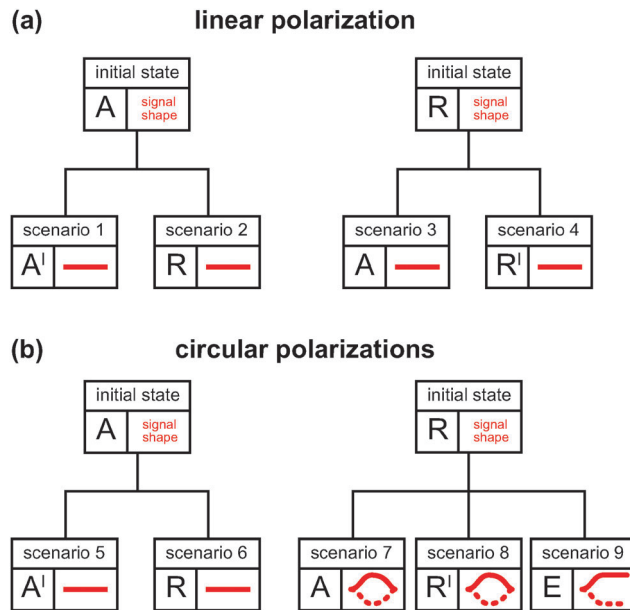 (a) linear polarization
initial state initial state
A signal shape R signal shape
scenario 1 scenario 2 scenario 3 scenario 4
A^I R A R^I
(b) circular polarizations
initial state initial state
A signal shape R signal shape
scenario 5 scenario 6 scenario 7 scenario 8 scenario 9
A^I R A R^I E